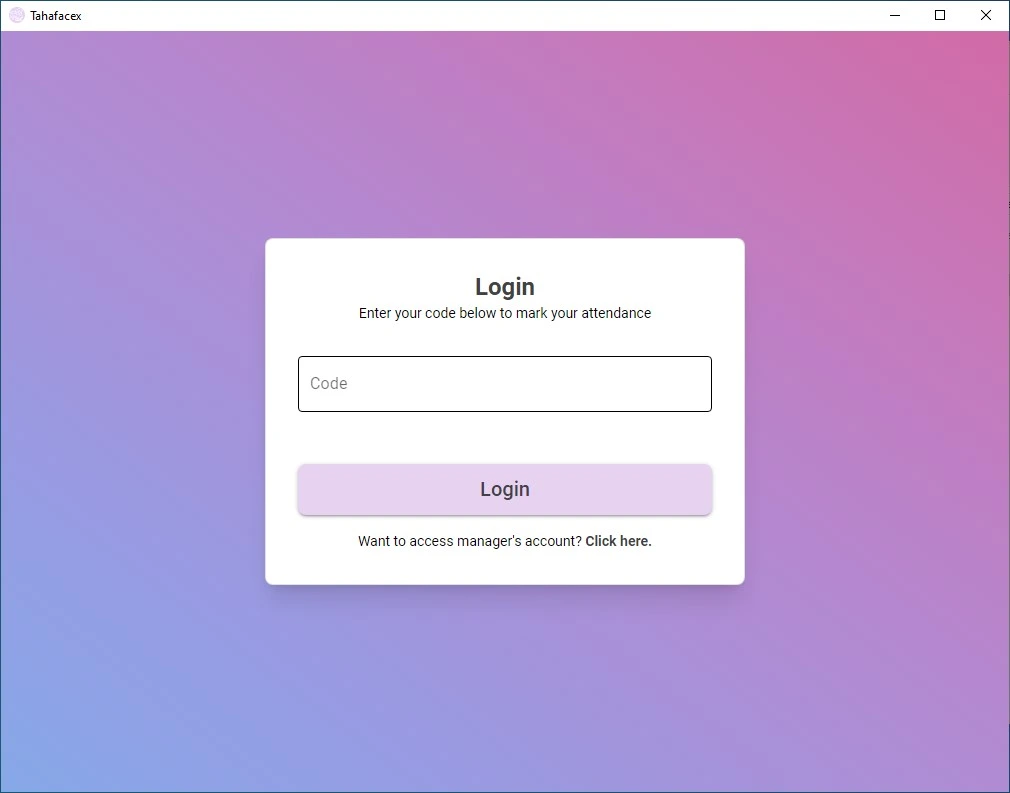 Tahafacex
Login
Enter your code below to mark your attendance
Code
Login
Want to access manager's account? Click here.